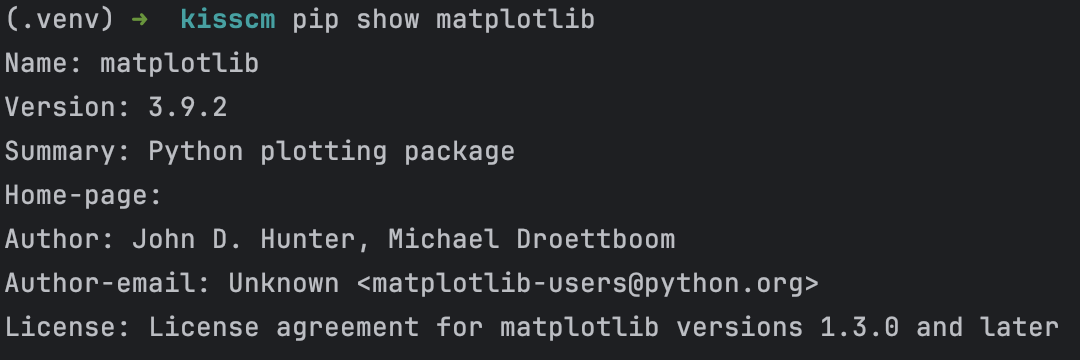 (.venv) ➜  kisscm pip show matplotlib
Name: matplotlib
Version: 3.9.2
Summary: Python plotting package
Home-page:
Author: John D. Hunter, Michael Droettboom
Author-email: Unknown <matplotlib-users@python.org>
License: License agreement for matplotlib versions 1.3.0 and later